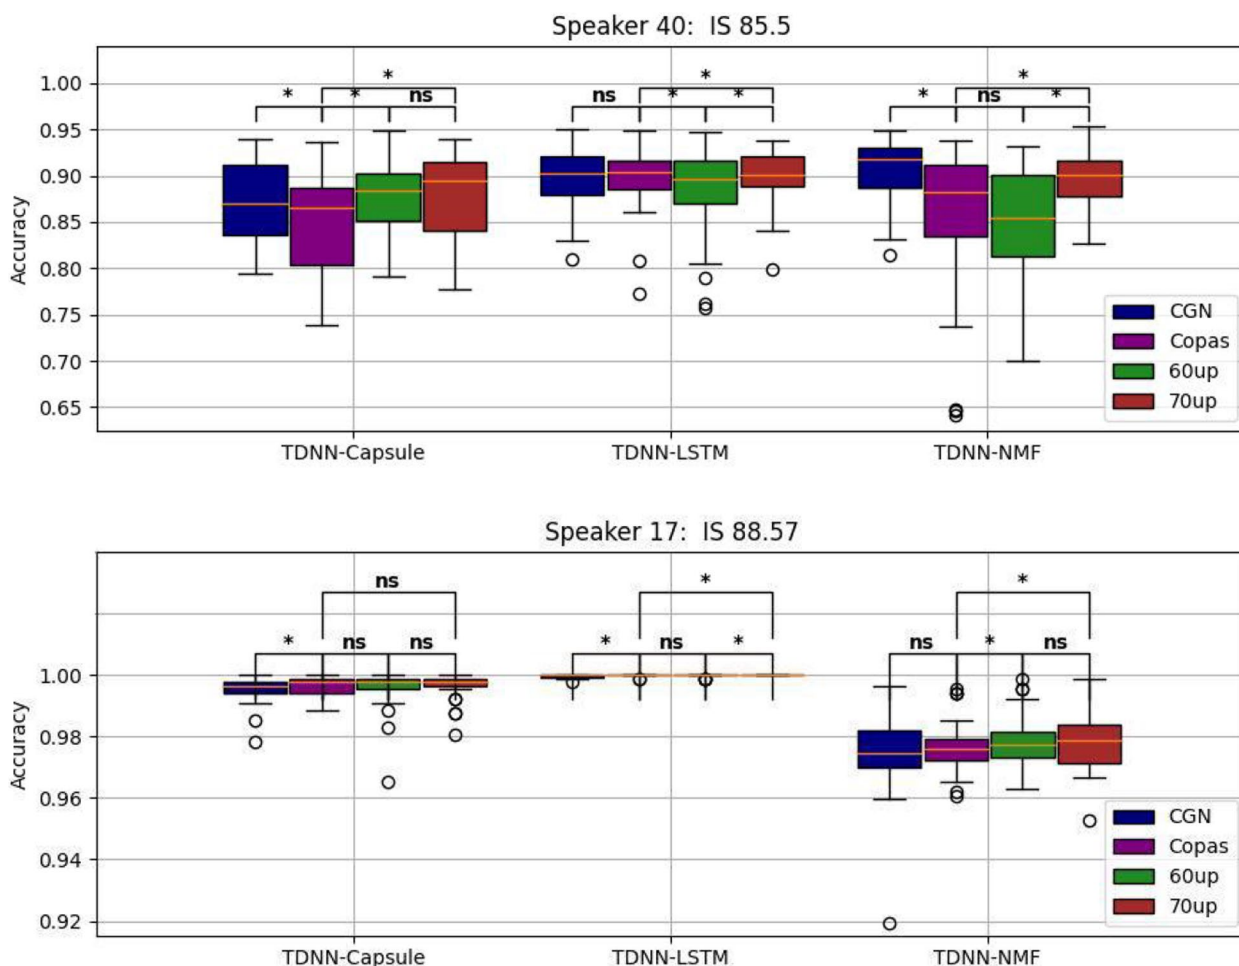 Speaker 40:  IS 85.5
* * * ns
ns * * *
* ns * *
Accuracy
1.00
0.95
0.90
0.85
0.80
0.75
0.70
0.65
CGN
Copas
60up
70up
TDNN-Capsule TDNN-LSTM TDNN-NMF
Speaker 17:  IS 88.57
ns * *
* ns ns * ns * ns * ns
Accuracy
1.00
0.98
0.96
0.94
0.92
CGN
Copas
60up
70up
TDNN-Capsule TDNN-LSTM TDNN-NMF